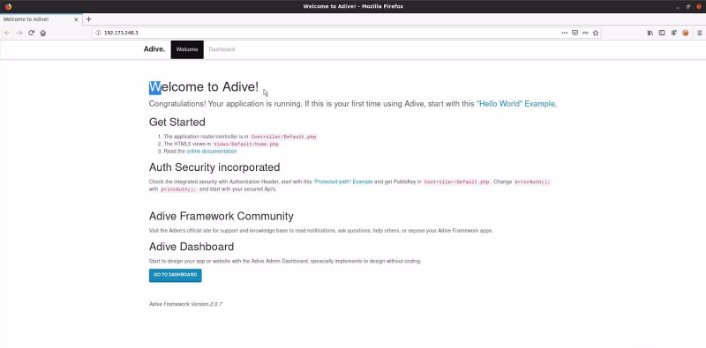 Welcome to Adive! - Mozilla Firefox
Welcome to Adive!
192.173.248.3
Adive. Welcome Dashboard
Welcome to Adive!
Congratulations! Your application is running. If this is your first time using Adive, start with this "Hello World" Example.
Get Started
1. The application router/controller is in Controller/Default.php
2. The HTML5 views in Views/Default/home.php
3. Read the online documentation
Auth Security incorporated
Check the integrated security with Authorization Header, start with this "Protected path" Example and get PublicKey in Controller/Default.php. Change errorAuth();
with printAuth(); and start with your secured Api's.
Adive Framework Community
Visit the Adive's official site for support and knowledge base to read notifications, ask questions, help others, or expose your Adive Framework apps.
Adive Dashboard
Start to design your app or website with the Adive Admin Dashboard, specially implemente to design without coding.
GO TO DASHBOARD
Adive Framework Version 2.0.7